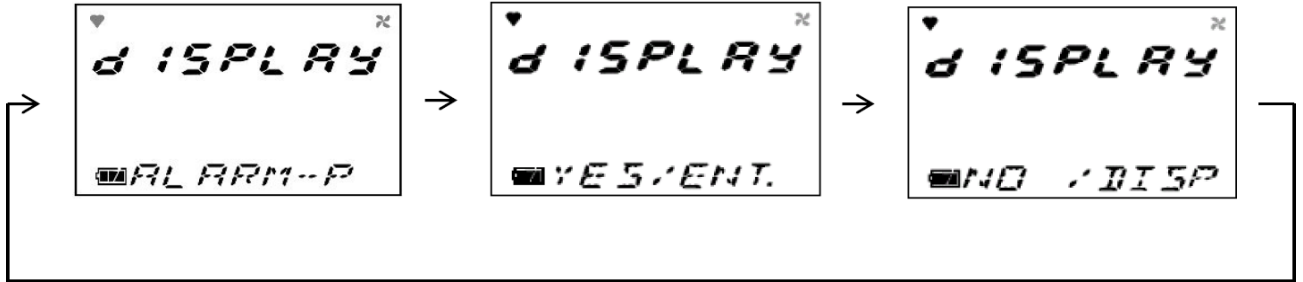 dISPLAY
ALARM-P
dISPLAY
YES/ENT.
dISPLAY
NO /DISP